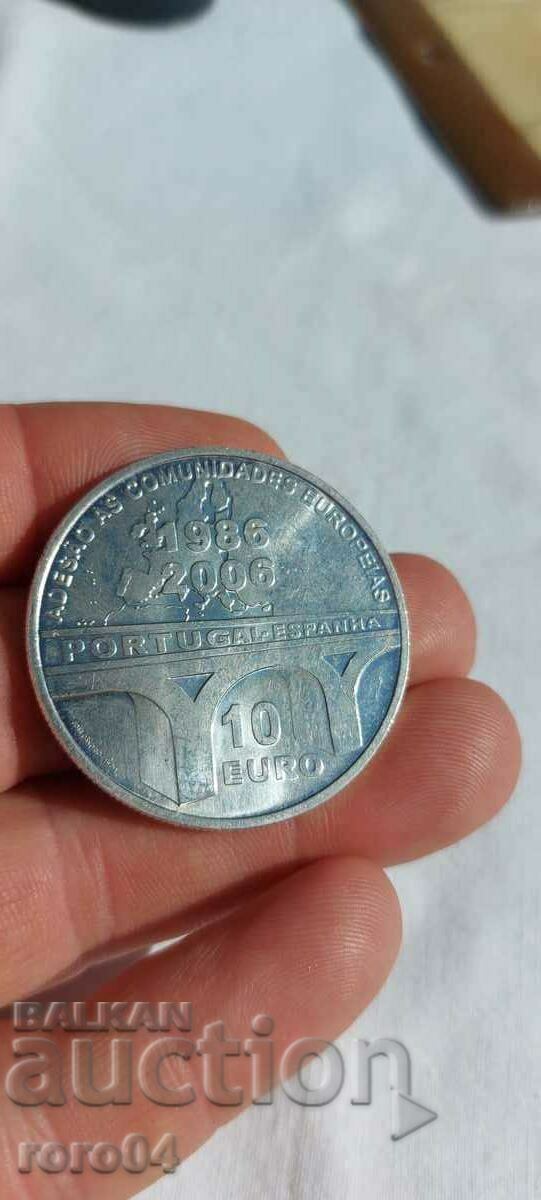 ADESÃO ÀS COMUNIDADES EUROPEIAS
1986
2006
PORTUGAL-ESPANHA
10
EURO
BALKAN
auction
roro04